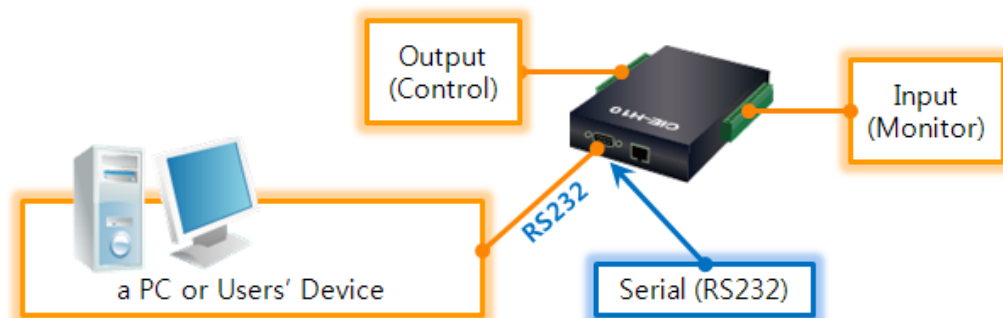 Output
(Control)
Input
(Monitor)
CIE-H10
RS232
a PC or Users' Device
Serial (RS232)